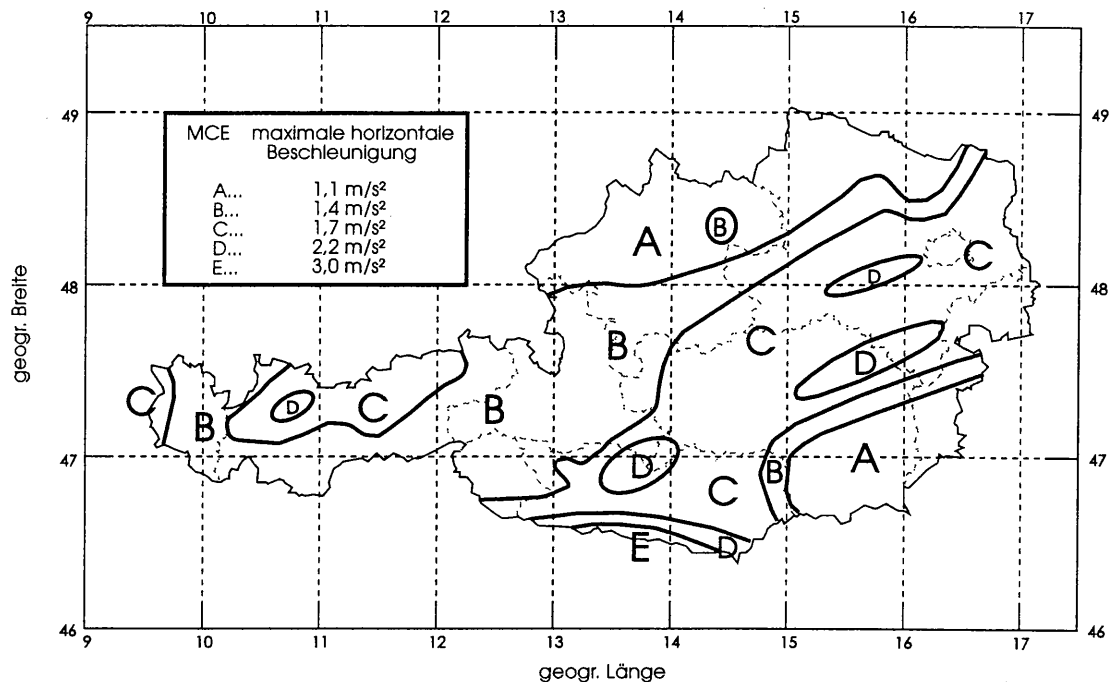 9 10 11 12 13 14 15 16 17
49 49
MCE maximale horizontale
Beschleunigung
A... 1,1 m/s²
B... 1,4 m/s²
C... 1,7 m/s²
D... 2,2 m/s²
E... 3,0 m/s²
B
A
C
D
48 48
geogr. Breite
B
C
D
C
D
C
B
B
47 47
D
B
A
C
E
D
46 46
9 10 11 12 13 14 15 16 17
geogr. Länge